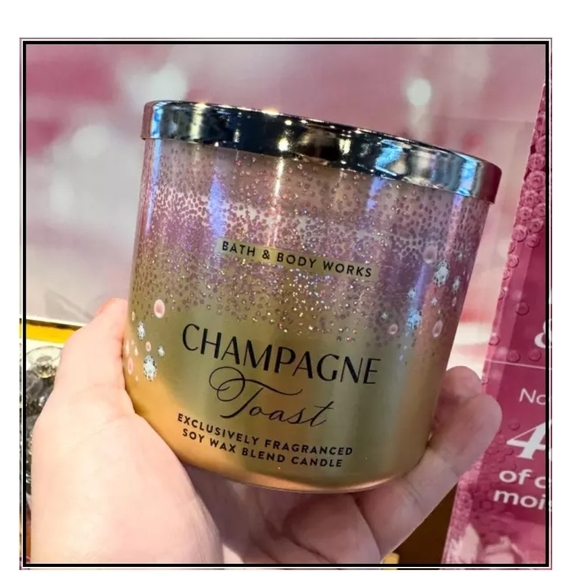 BATH & BODY WORKS
CHAMPAGNE
Toast
EXCLUSIVELY FRAGRANCED
SOY WAX BLEND CANDLE